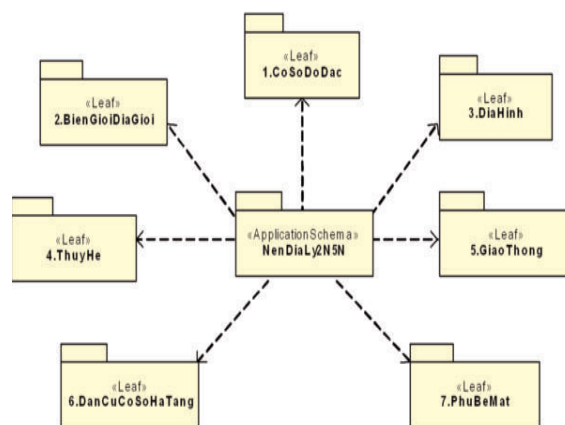 «Leaf»
1.CoSoDoDac
«Leaf»
2.BienGioiDiaGioi
«Leaf»
3.DiaHinh
«Leaf»
4.ThuyHe
«ApplicationSchema»
NenDiaLy2N5N
«Leaf»
5.GiaoThong
«Leaf»
6.DanCuCoSoHaTang
«Leaf»
7.PhuBeMat